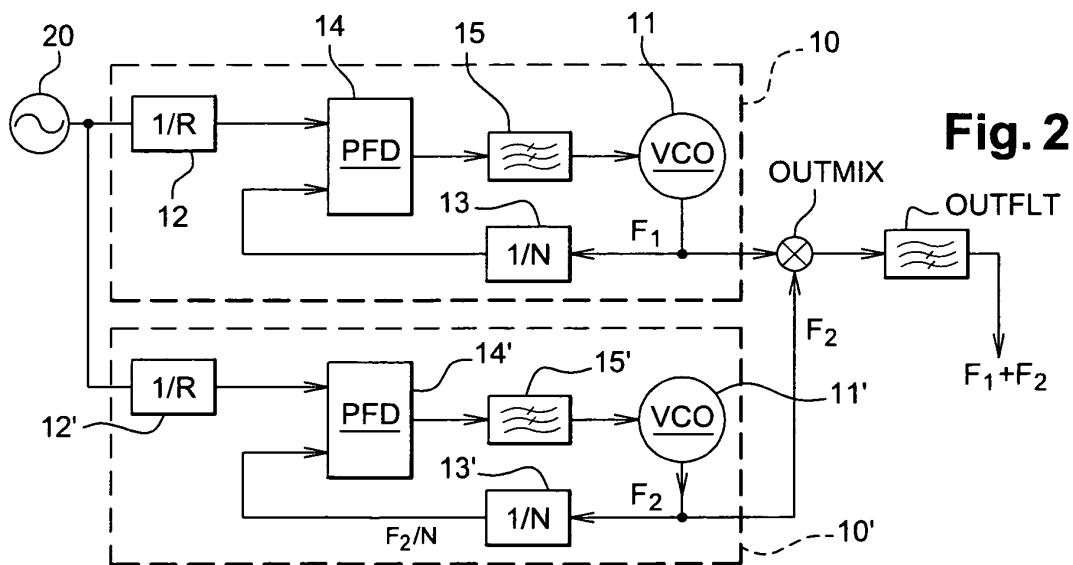 20
14
15
11
10
1/R
PFD
VCO
Fig. 2
12
13
OUTMIX
OUTFLT
1/N
F₁
F₂
F₁+F₂
14'
15'
11'
1/R
PFD
VCO
12'
13'
F₂
1/N
F₂/N
10'